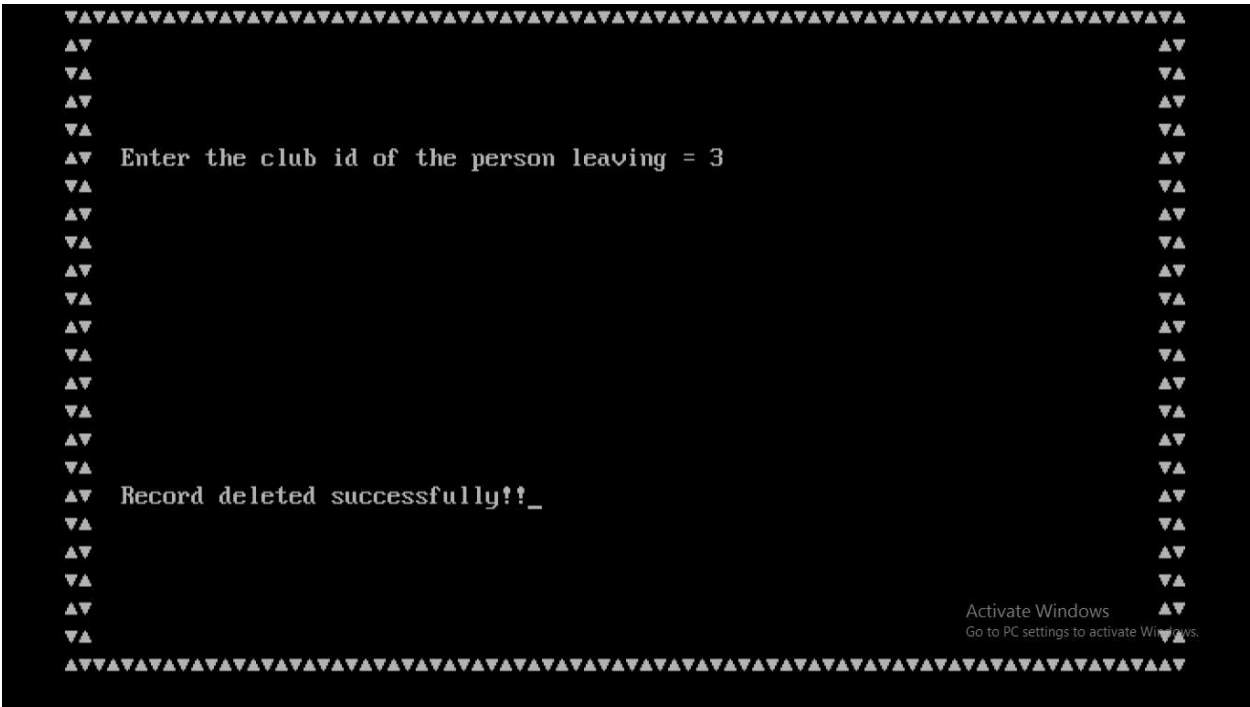 Enter the club id of the person leaving = 3
Record deleted successfully!!_
Activate Windows
Go to PC settings to activate Windows.